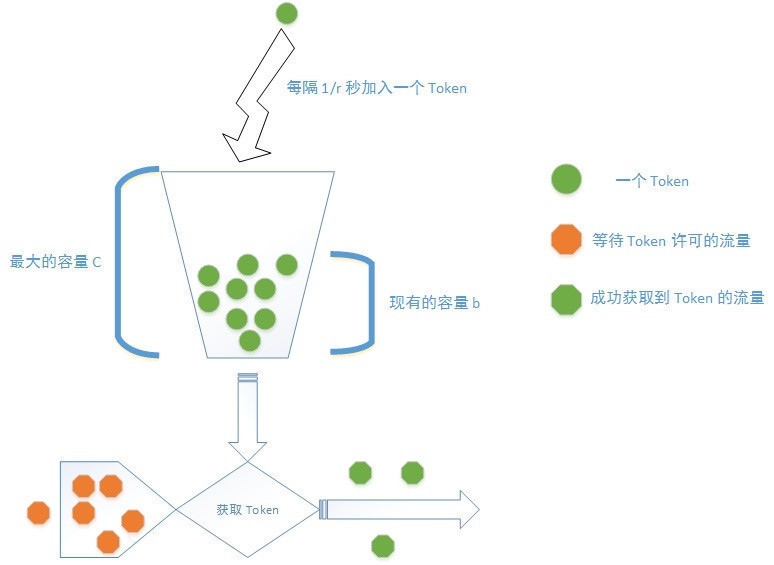 每隔 1/r 秒加入一个 Token
一个 Token
等待 Token 许可的流量
最大的容量 C
现有的容量 b
成功获取到 Token 的流量
获取 Token